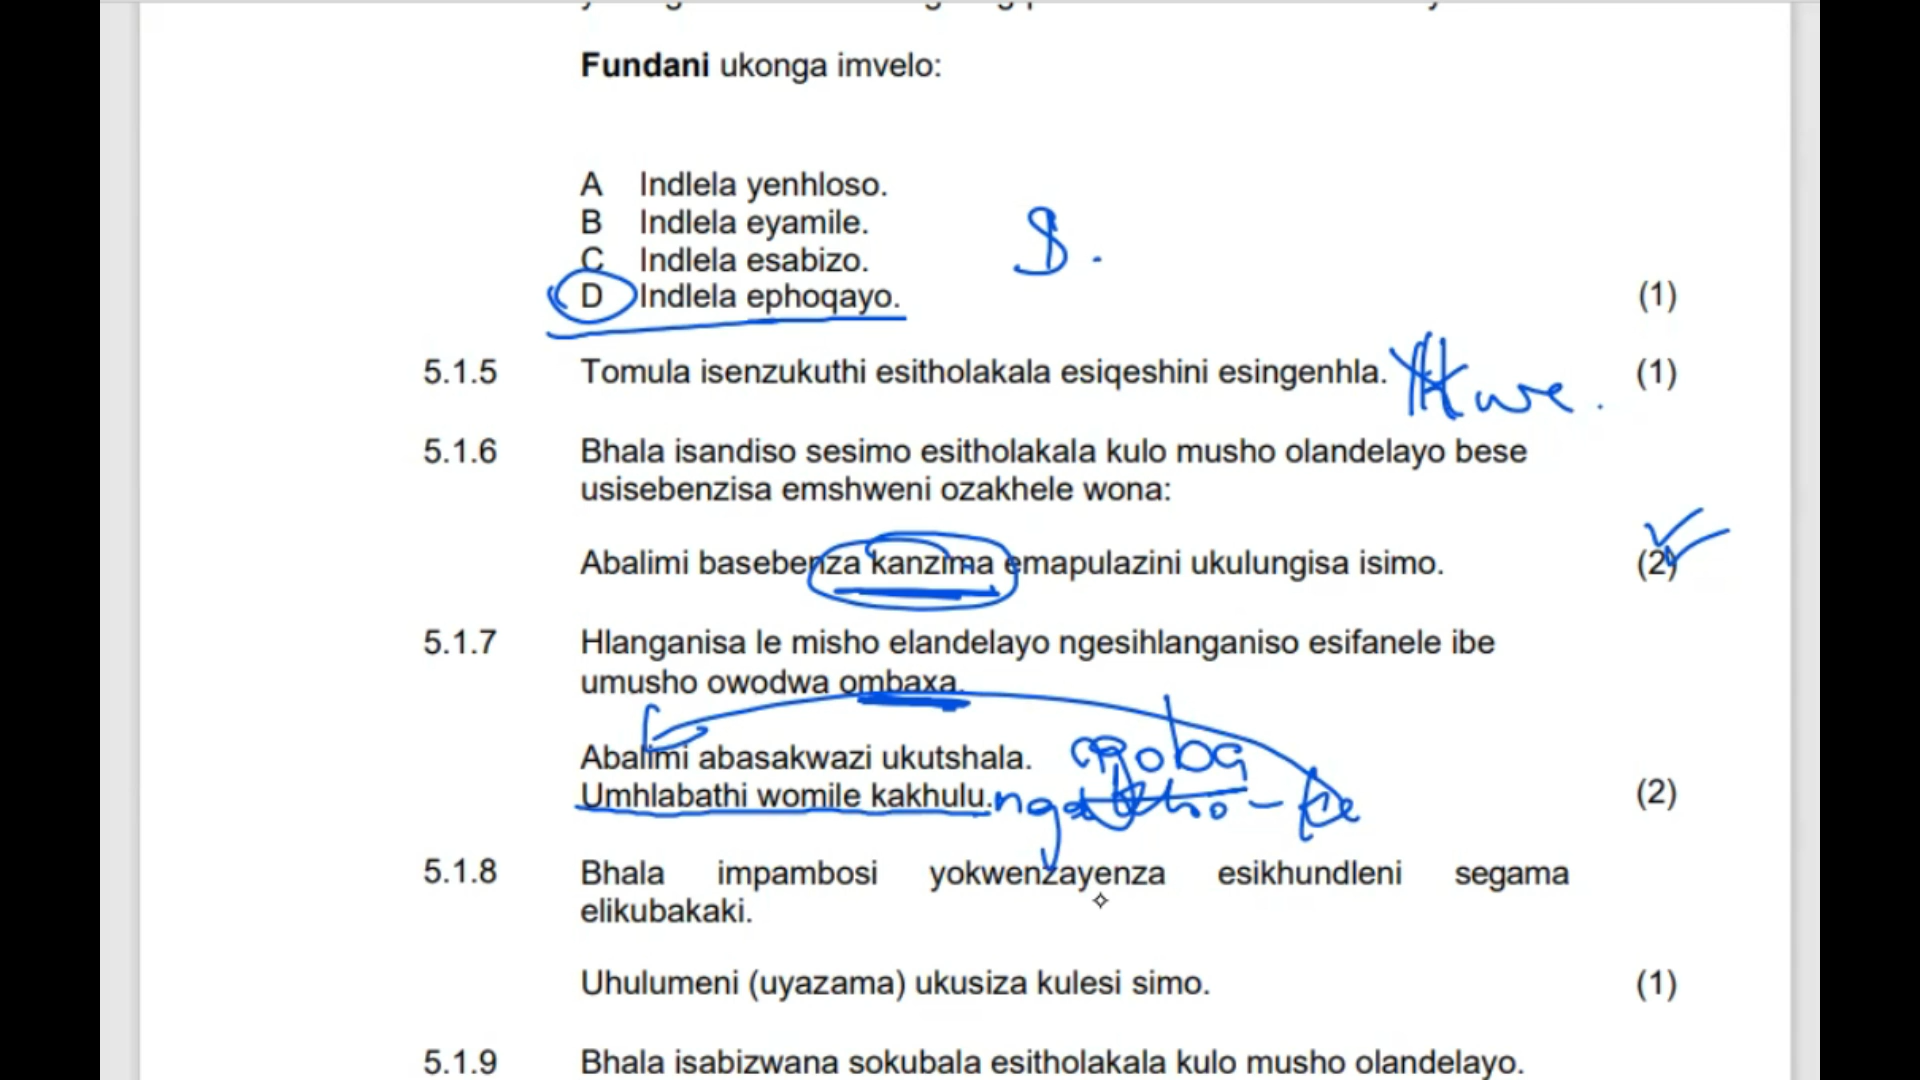 Fundani ukonga imvelo:
A Indlela yenhloso.
B Indlela eyamile.
C Indlela esabizo.
D Indlela ephoqayo. (1)
5.1.5 Tomula isenzukuthi esitholakala esiqeshini esingenhla. (1)
5.1.6 Bhala isandiso sesimo esitholakala kulo musho olandelayo bese
usisebenzisa emshweni ozakhele wona:
Abalimi basebenza kanzima emapulazini ukulungisa isimo. (2)
5.1.7 Hlanganisa le misho elandelayo ngesihlanganiso esifanele ibe
umusho owodwa ombaxa.
Abalimi abasakwazi ukutshala.
Umhlabathi womile kakhulu. (2)
5.1.8 Bhala impambosi yokwenzayenza esikhundleni segama
elikubakaki.
Uhulumeni (uyazama) ukusiza kulesi simo. (1)
5.1.9 Bhala isabizwana sokubala esitholakala kulo musho olandelayo.